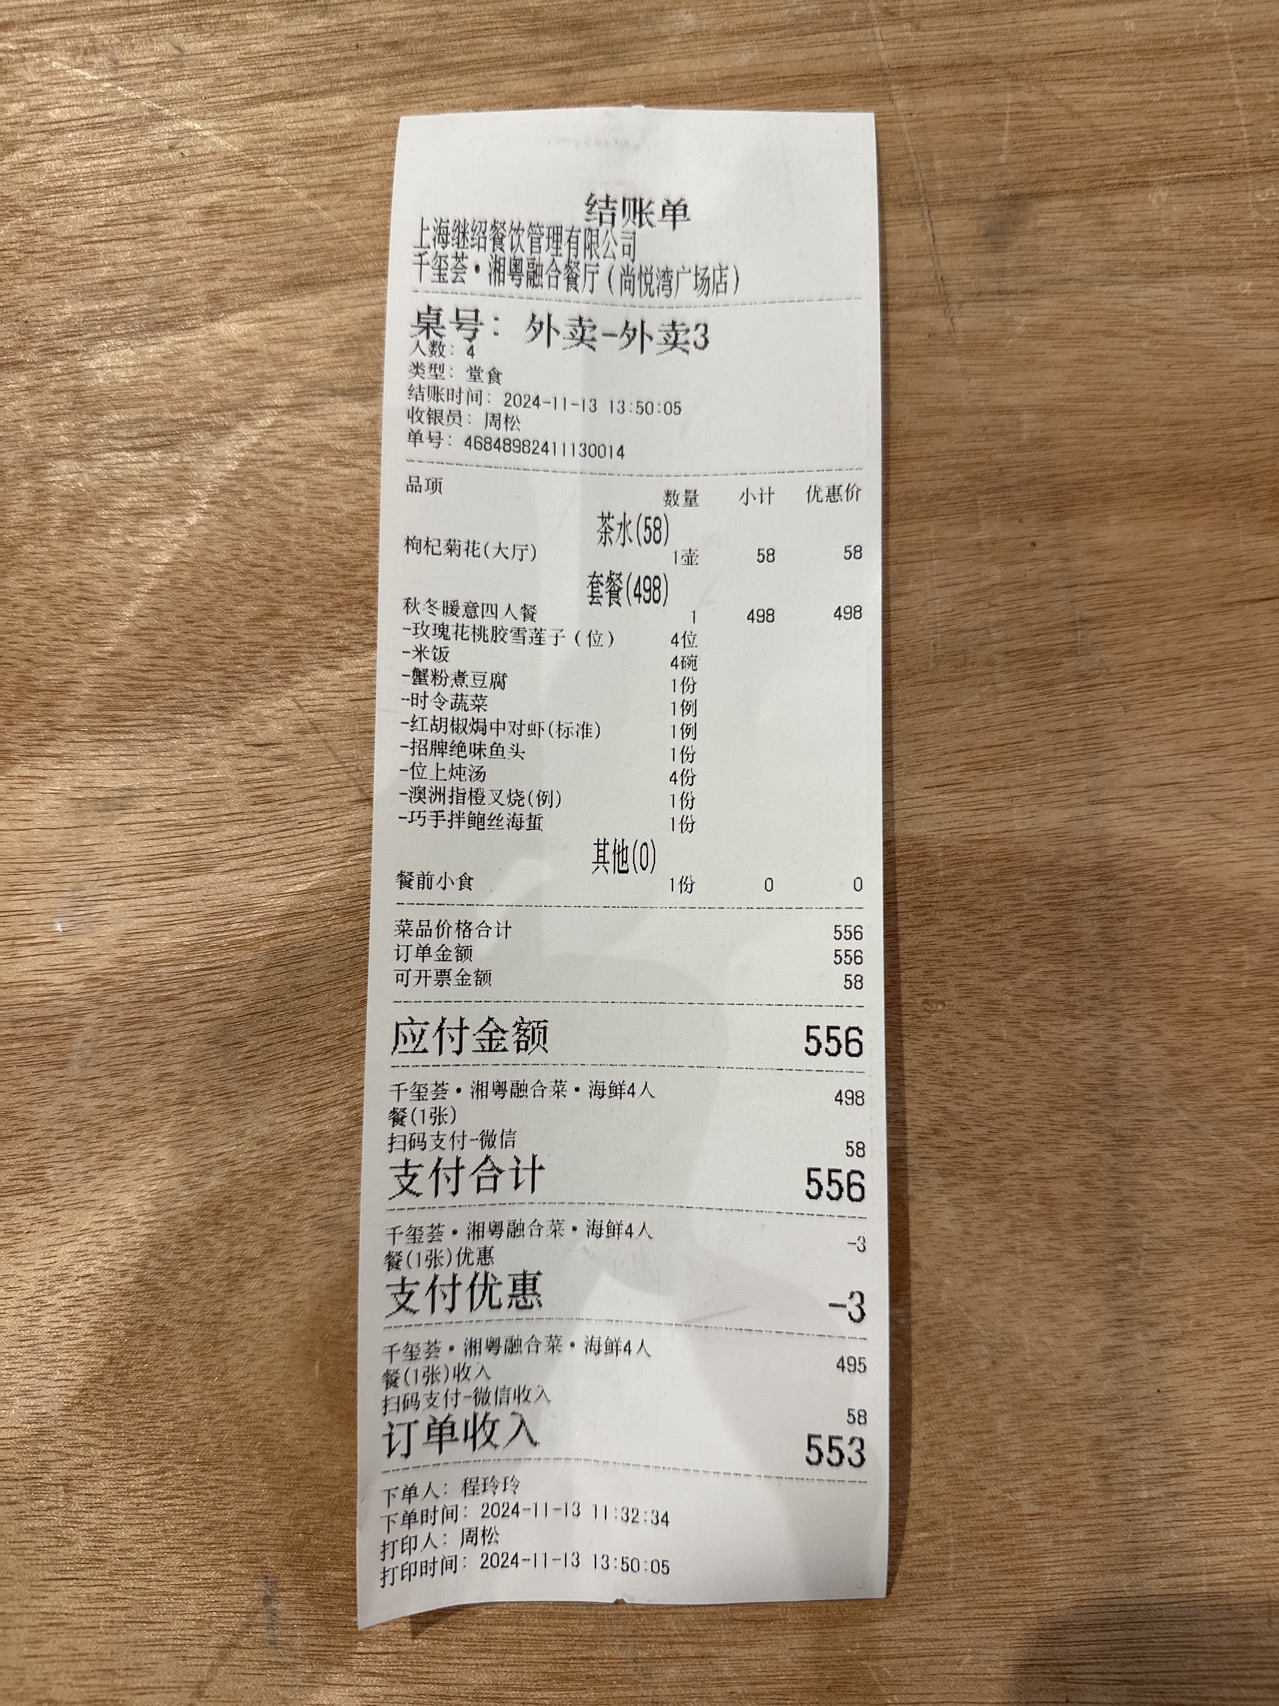 结账单
上海继绍餐饮管理有限公司
千玺荟·湘粤融合餐厅(尚悦湾广场店)
桌号: 外卖-外卖3
人数: 4
类型: 堂食
结账时间: 2024-11-13 13:50:05
收银员: 周松
单号: 46848982411130014
品项 数量 小计 优惠价
茶水(58)
枸杞菊花(大厅) 1壶 58 58
套餐(498)
秋冬暖意四人餐 1 498 498
-玫瑰花桃胶雪莲子(位) 4位
-米饭 4碗
-蟹粉煮豆腐 1份
-时令蔬菜 1例
-红胡椒焗中对虾(标准) 1例
-招牌绝味鱼头 1份
-位上炖汤 4份
-澳洲指橙叉烧(例) 1份
-巧手拌鲍丝海蜇 1份
其他(0)
餐前小食 1份 0 0
菜品价格合计 556
订单金额 556
可开票金额 58
应付金额 556
千玺荟·湘粤融合菜·海鲜4人 498
餐(1张)
扫码支付-微信 58
支付合计 556
千玺荟·湘粤融合菜·海鲜4人 -3
餐(1张)优惠
支付优惠 -3
千玺荟·湘粤融合菜·海鲜4人 495
餐(1张)收入
扫码支付-微信收入 58
订单收入 553
下单人: 程玲玲
下单时间: 2024-11-13 11:32:34
打印人: 周松
打印时间: 2024-11-13 13:50:05